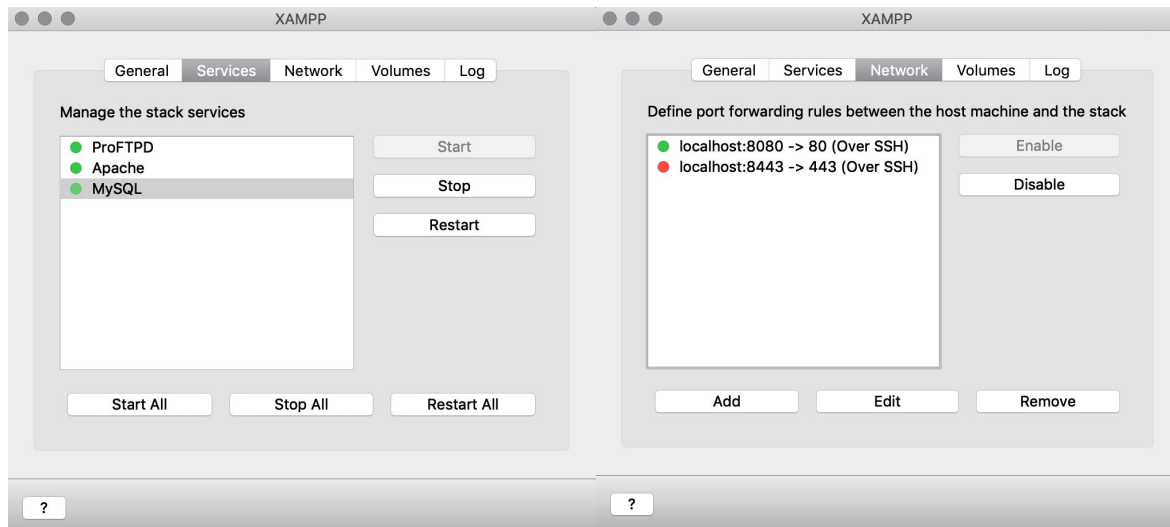 XAMPP
General Services Network Volumes Log
Manage the stack services
ProFTPD
Apache
MySQL
Start
Stop
Restart
Start All Stop All Restart All
?
XAMPP
General Services Network Volumes Log
Define port forwarding rules between the host machine and the stack
localhost:8080 -> 80 (Over SSH)
localhost:8443 -> 443 (Over SSH)
Enable
Disable
Add Edit Remove
?